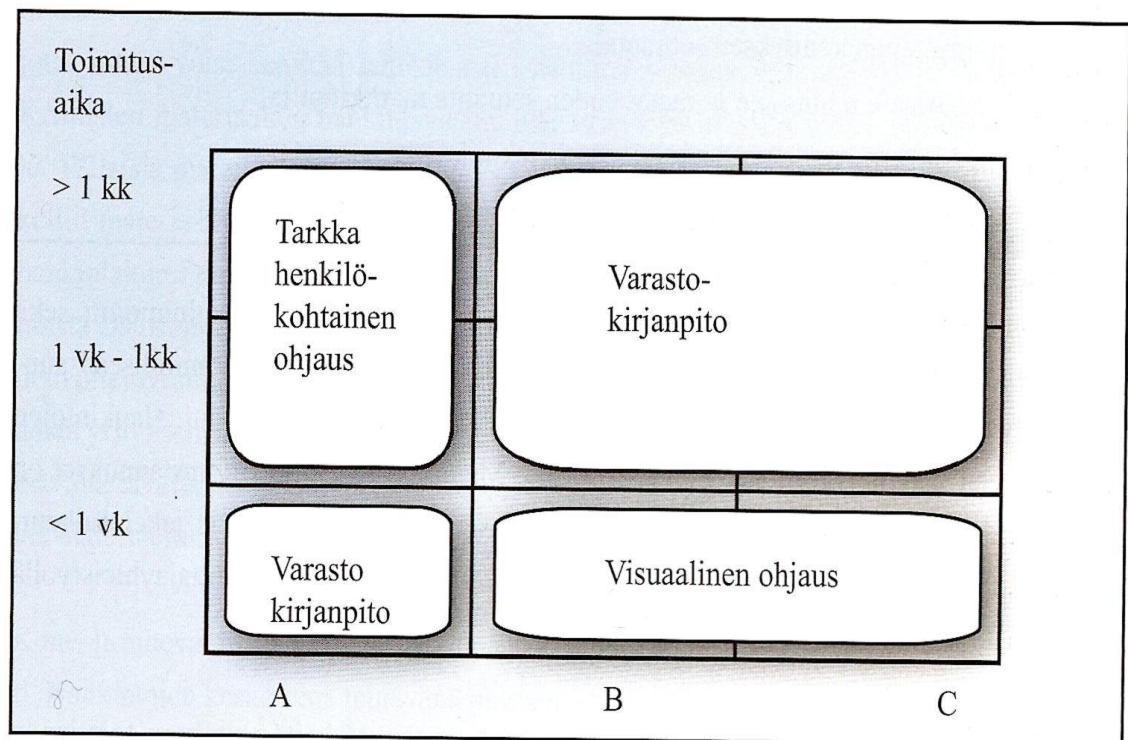 Toimitus-
aika
> 1 kk
Tarkka
henkilö-
kohtainen
ohjaus
Varasto-
kirjanpito
1 vk - 1kk
< 1 vk
Varasto
kirjanpito
Visuaalinen ohjaus
A
B
C